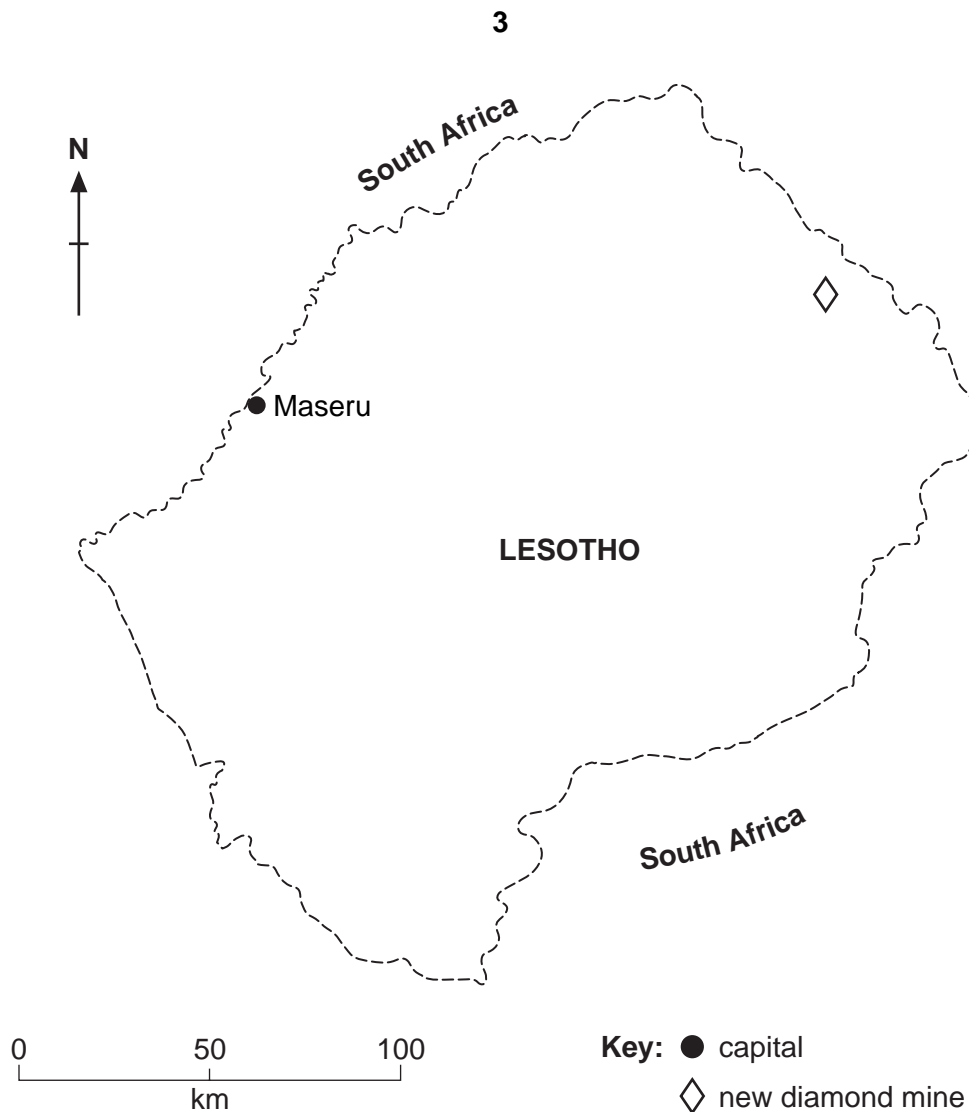 3
South Africa
N
Maseru
LESOTHO
South Africa
0 50 100
km
Key: capital
new diamond mine